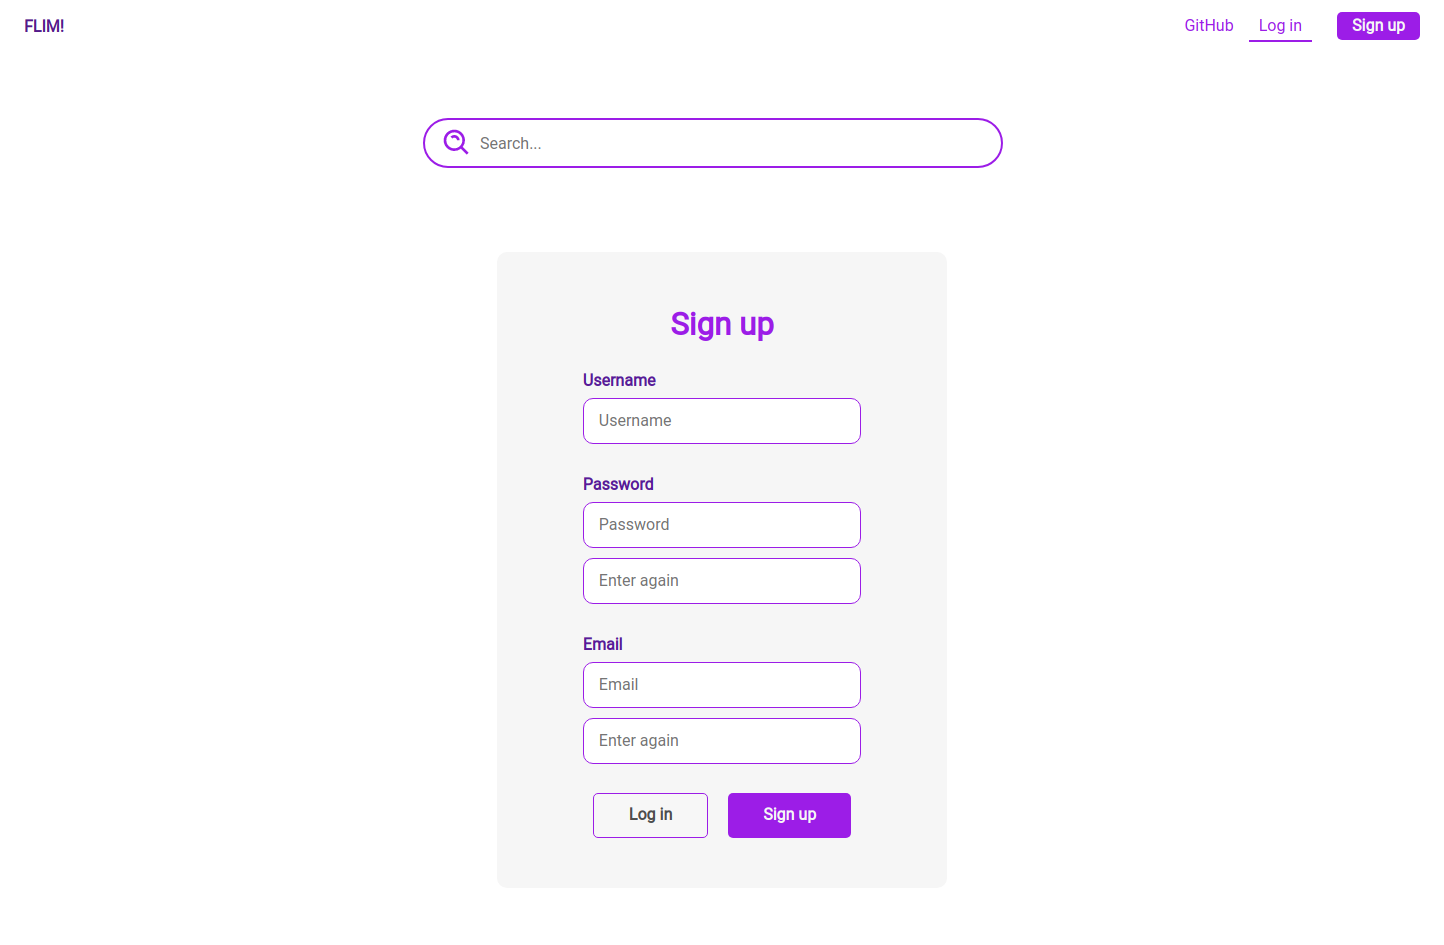 FLIM!
GitHub Log in Sign up
Search...
Sign up
Username
Username
Password
Password
Enter again
Email
Email
Enter again
Log in Sign up